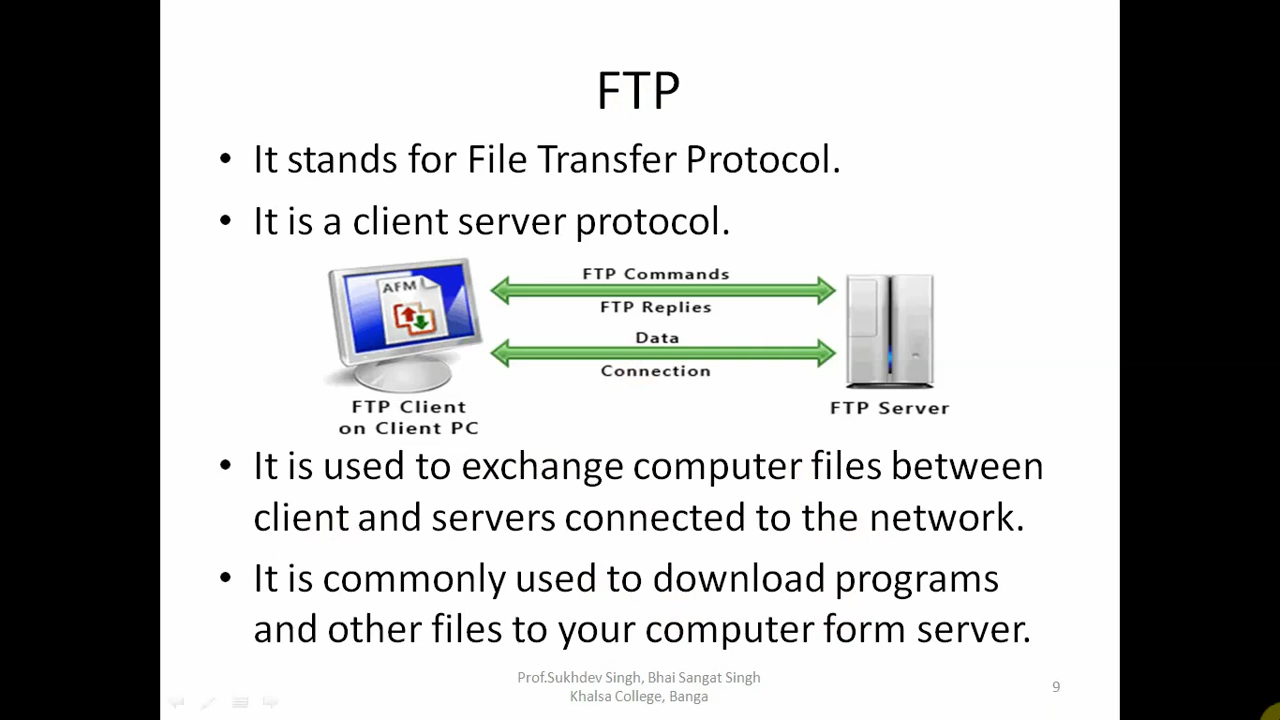 FTP
• It stands for File Transfer Protocol.
• It is a client server protocol.
AFM
FTP Commands
FTP Replies
Data
Connection
FTP Client
on Client PC
FTP Server
• It is used to exchange computer files between
client and servers connected to the network.
• It is commonly used to download programs
and other files to your computer form server.
Prof.Sukhdev Singh, Bhai Sangat Singh
Khalsa College, Banga
9